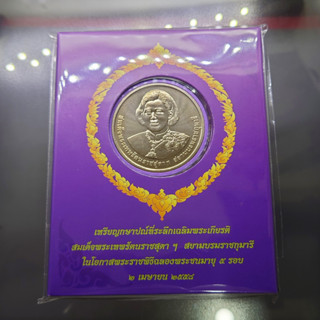 เหรียญกษาปณ์ที่ระลึกเฉลิมพระเกียรติ
สมเด็จพระเทพรัตนราชสุดา ฯ สยามบรมราชกุมารี
ในโอกาสพระราชพิธีฉลองพระชนมายุ ๕ รอบ
๒ เมษายน ๒๕๕๘